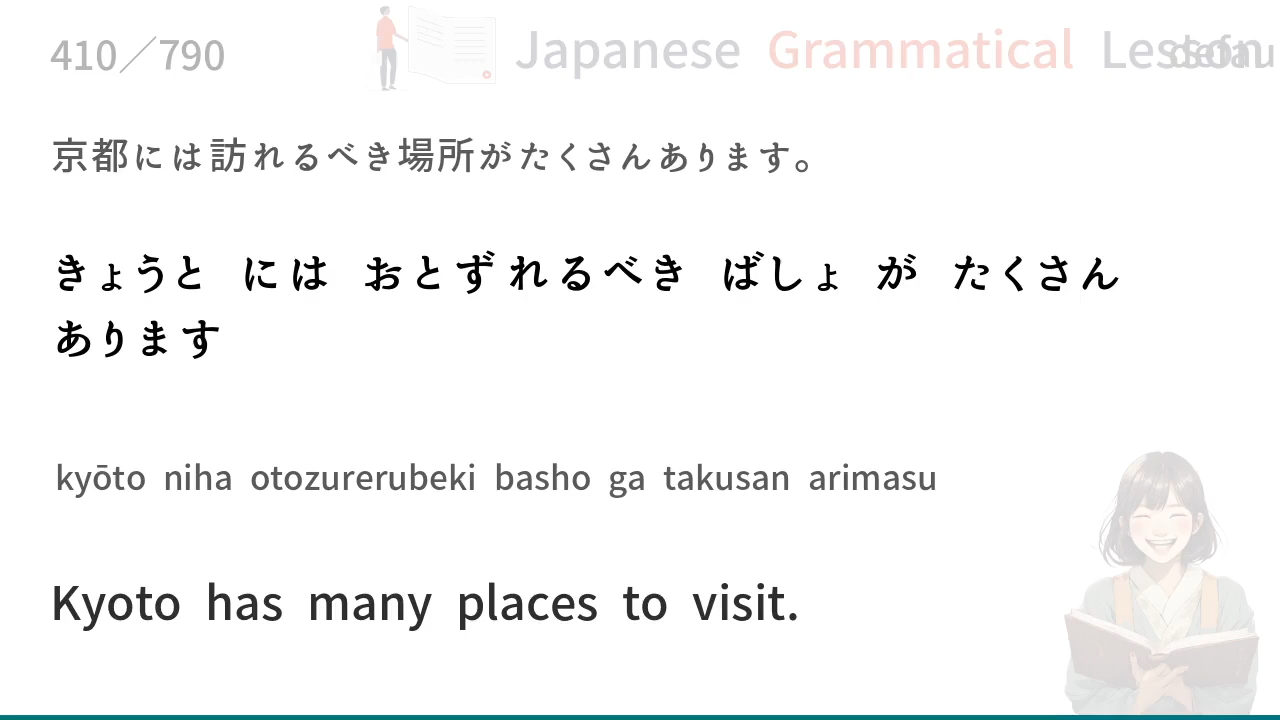 410／790
Japanese Grammatical Lesson
defau
京都には訪れるべき場所がたくさんあります。
きょうと には おとずれるべき ばしょ が たくさん
あります
kyōto niha otozurerubeki basho ga takusan arimasu
Kyoto has many places to visit.